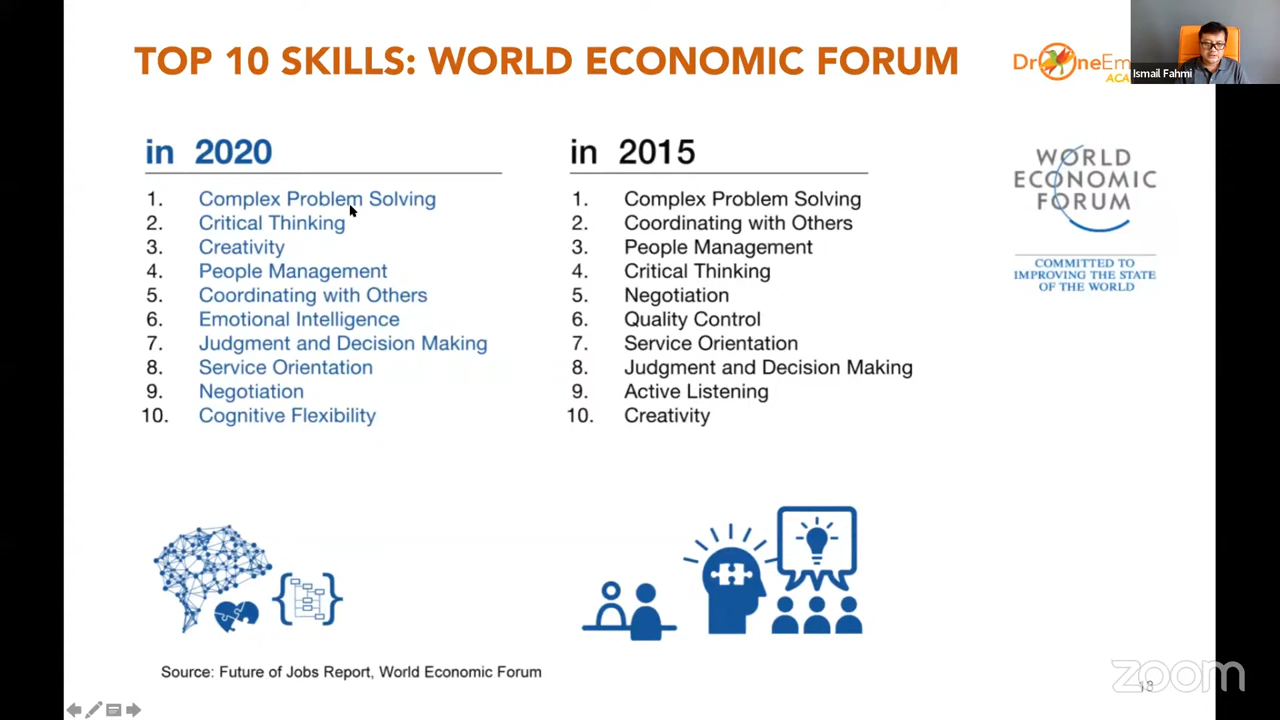 TOP 10 SKILLS: WORLD ECONOMIC FORUM
Ismail Fahmi
in 2020
1. Complex Problem Solving
2. Critical Thinking
3. Creativity
4. People Management
5. Coordinating with Others
6. Emotional Intelligence
7. Judgment and Decision Making
8. Service Orientation
9. Negotiation
10. Cognitive Flexibility
in 2015
1. Complex Problem Solving
2. Coordinating with Others
3. People Management
4. Critical Thinking
5. Negotiation
6. Quality Control
7. Service Orientation
8. Judgment and Decision Making
9. Active Listening
10. Creativity
WORLD
ECONOMIC
FORUM
COMMITTED TO
IMPROVING THE STATE
OF THE WORLD
Source: Future of Jobs Report, World Economic Forum
zoom